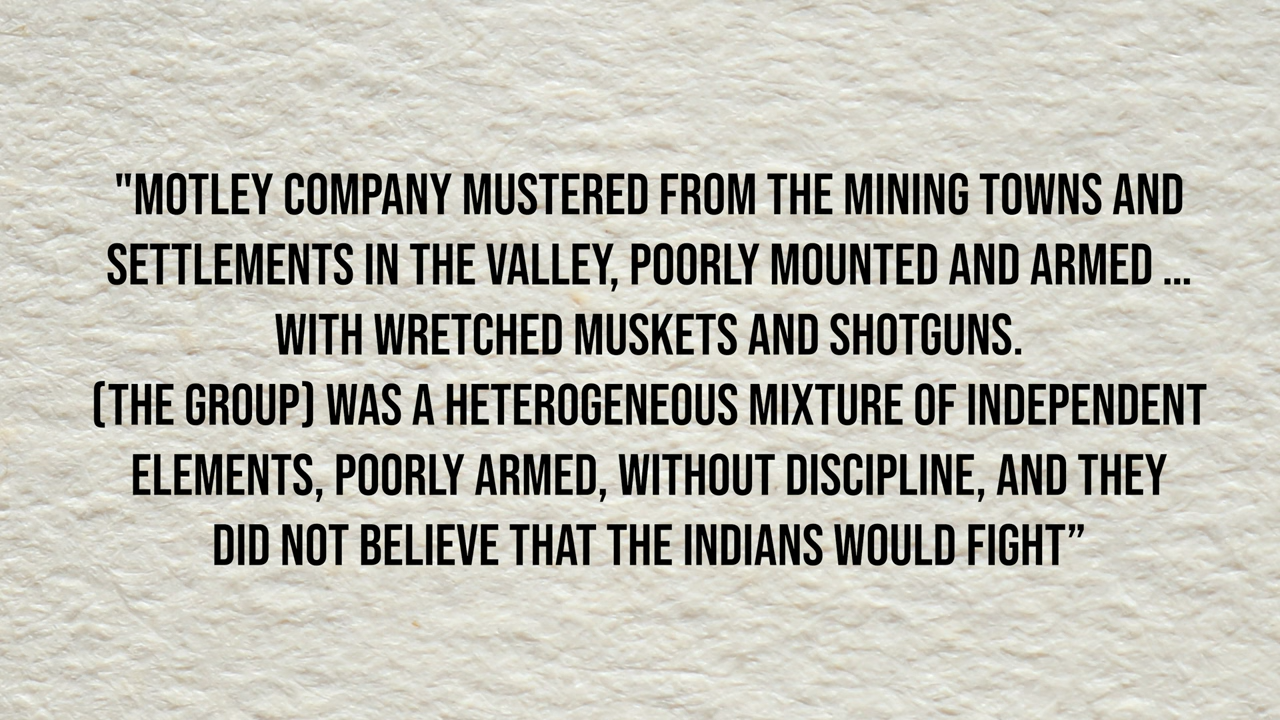 "MOTLEY COMPANY MUSTERED FROM THE MINING TOWNS AND
SETTLEMENTS IN THE VALLEY, POORLY MOUNTED AND ARMED ...
WITH WRETCHED MUSKETS AND SHOTGUNS.
(THE GROUP) WAS A HETEROGENEOUS MIXTURE OF INDEPENDENT
ELEMENTS, POORLY ARMED, WITHOUT DISCIPLINE, AND THEY
DID NOT BELIEVE THAT THE INDIANS WOULD FIGHT”